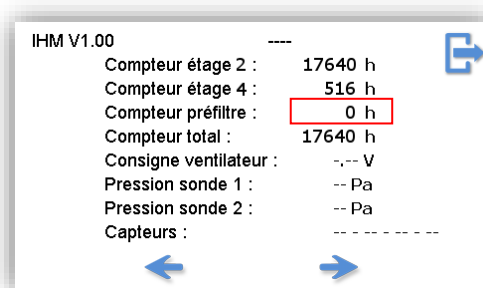 IHM V1.00 ----
Compteur étage 2 : 17640 h
Compteur étage 4 : 516 h
Compteur préfiltre : 0 h
Compteur total : 17640 h
Consigne ventilateur : -.-- V
Pression sonde 1 : -- Pa
Pression sonde 2 : -- Pa
Capteurs : -- - -- - -- - --